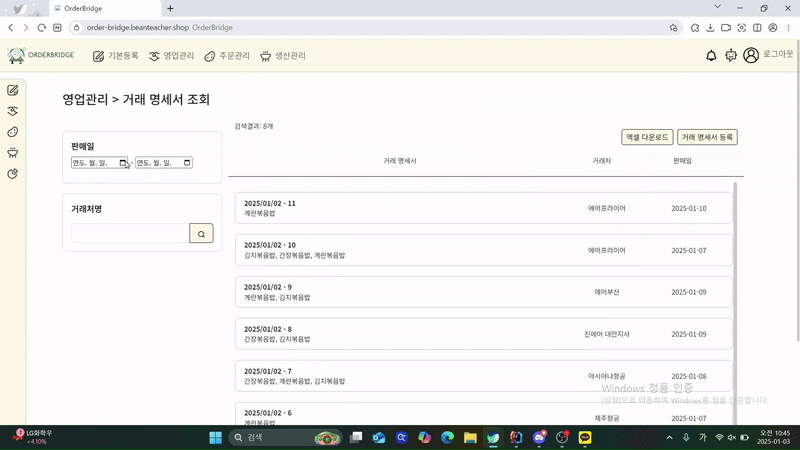 OrderBridge
order-bridge.beanteacher.shop OrderBridge
ORDERBRIDGE 기본등록 영업관리 주문관리 생산관리 로그아웃
영업관리 > 거래 명세서 조회
판매일
연도. 월. 일. ~ 연도. 월. 일.
거래처명
검색결과: 8개
엑셀 다운로드 거래 명세서 등록
거래 명세서 거래처 판매일
2025/01/02 - 11
계란볶음밥
에어프라이어 2025-01-10
2025/01/02 - 10
김치볶음밥, 간장볶음밥, 계란볶음밥
에어프라이어 2025-01-07
2025/01/02 - 9
계란볶음밥, 김치볶음밥
에어부산 2025-01-09
2025/01/02 - 8
간장볶음밥, 김치볶음밥
진에어 대만지사 2025-01-09
2025/01/02 - 7
간장볶음밥, 계란볶음밥, 김치볶음밥
아시아나항공 2025-01-08
2025/01/02 - 6
계란볶음밥
제주항공 2025-01-07
Windows 정품 인증
[설정]으로 이동하여 Windows를 정품 인증합니다.
LG화학우
+4.10%
검색
가
오전 10:45
2025-01-03